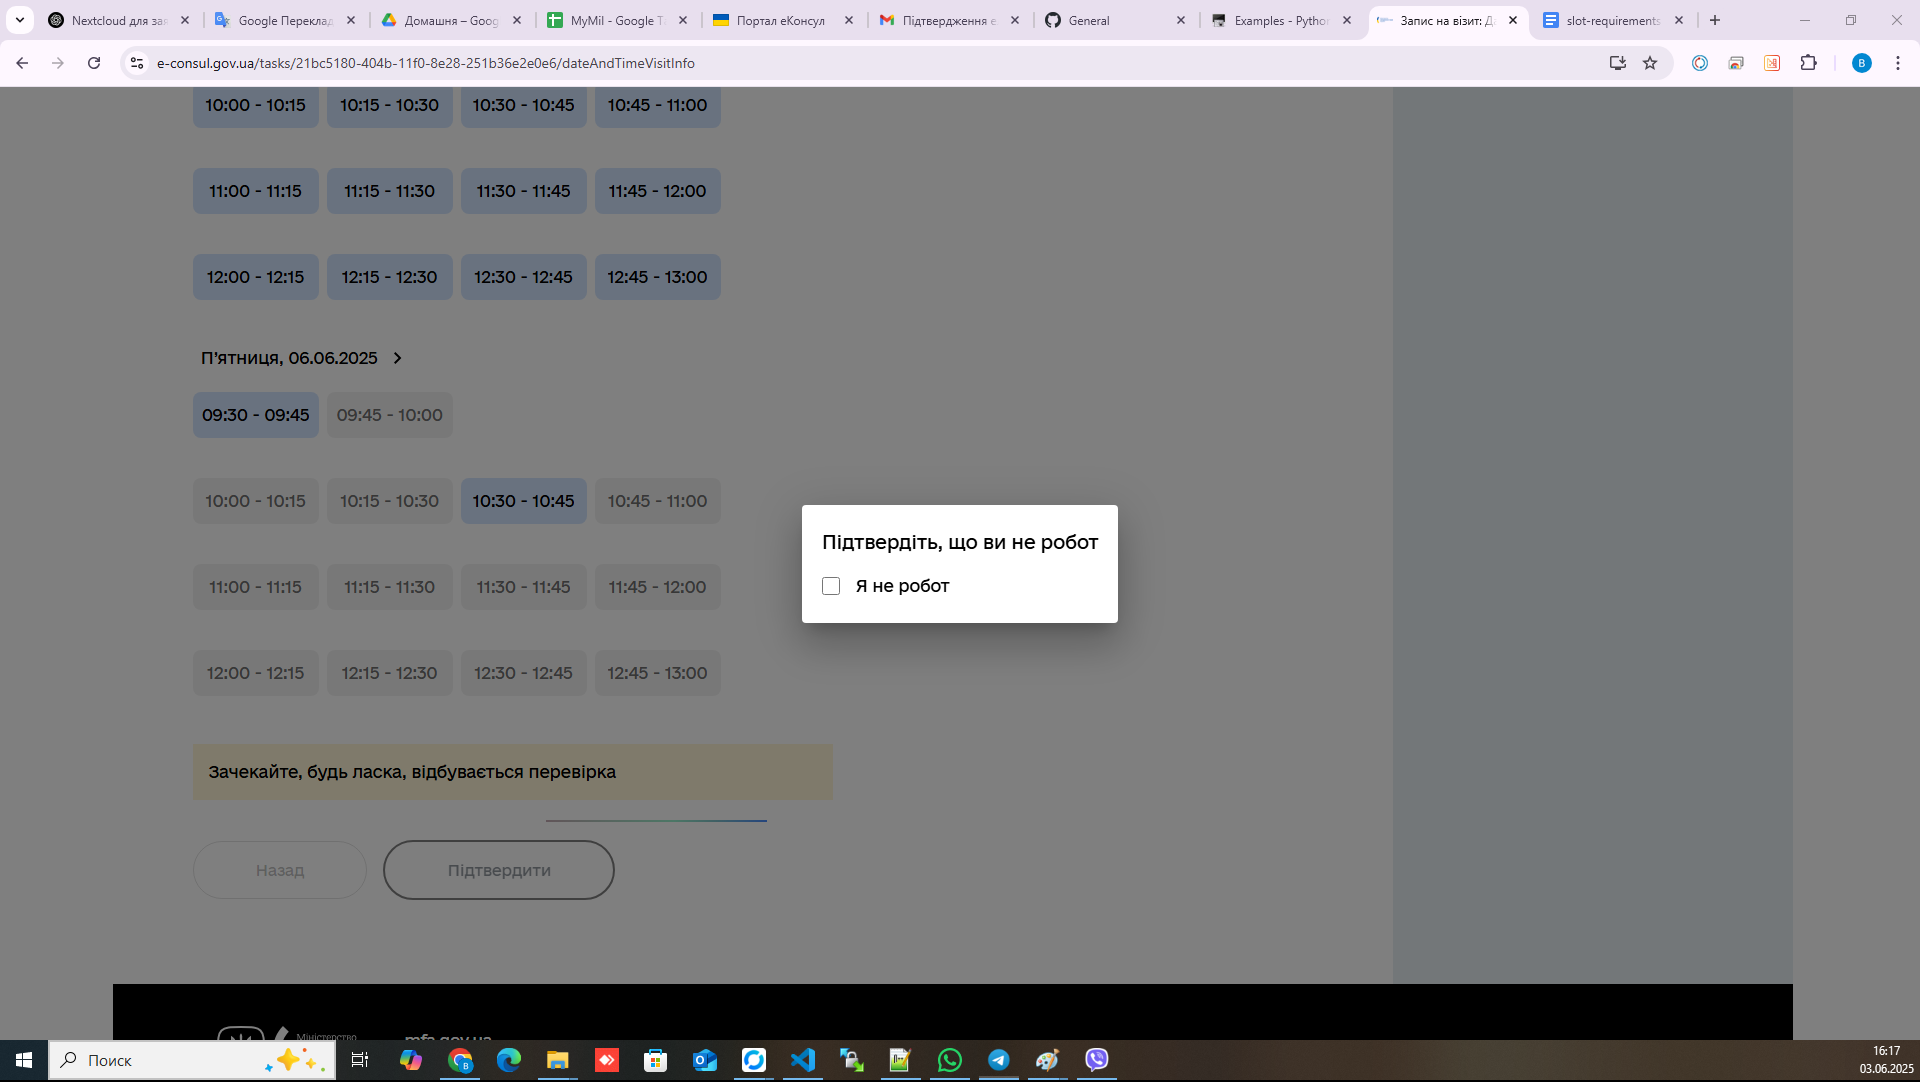 Nextcloud для зая
Google Переклад
Домашня – Goog
MyMil - Google Т
Портал еКонсул
Підтвердження е
General
Examples - Python
Запис на візит: Д
slot-requirements
e-consul.gov.ua/tasks/21bc5180-404b-11f0-8e28-251b36e2e0e6/dateAndTimeVisitInfo
B
10:00 - 10:15 10:15 - 10:30 10:30 - 10:45 10:45 - 11:00
11:00 - 11:15 11:15 - 11:30 11:30 - 11:45 11:45 - 12:00
12:00 - 12:15 12:15 - 12:30 12:30 - 12:45 12:45 - 13:00
П'ятниця, 06.06.2025
09:30 - 09:45 09:45 - 10:00
10:00 - 10:15 10:15 - 10:30 10:30 - 10:45 10:45 - 11:00
11:00 - 11:15 11:15 - 11:30 11:30 - 11:45 11:45 - 12:00
12:00 - 12:15 12:15 - 12:30 12:30 - 12:45 12:45 - 13:00
Підтвердіть, що ви не робот
Я не робот
Зачекайте, будь ласка, відбувається перевірка
Назад Підтвердити
Міністерство
mfa.gov.ua
Поиск
16:17
03.06.2025